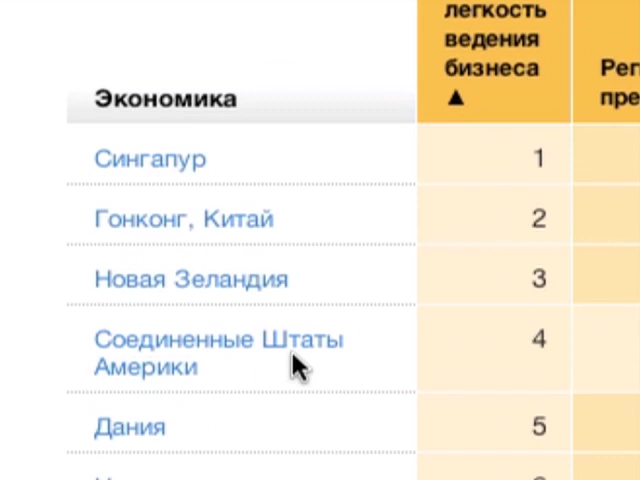 легкость
ведения
бизнеса
▲
Экономика
Сингапур 1
Гонконг, Китай 2
Новая Зеландия 3
Соединенные Штаты 4
Америки
Дания 5